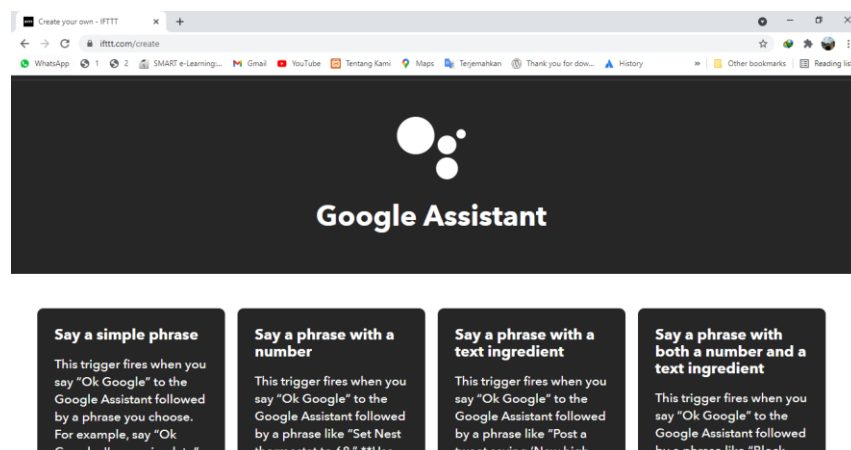 Create your own - IFTTT
ifttt.com/create
WhatsApp 1 2 SMART e-Learning:... Gmail YouTube Tentang Kami Maps Terjemahkan Thank you for dow... History » Other bookmarks Reading list
Google Assistant
Say a simple phrase
This trigger fires when you
say “Ok Google” to the
Google Assistant followed
by a phrase you choose.
For example, say “Ok
Say a phrase with a
number
This trigger fires when you
say “Ok Google” to the
Google Assistant followed
by a phrase like “Set Nest
Say a phrase with a
text ingredient
This trigger fires when you
say “Ok Google” to the
Google Assistant followed
by a phrase like “Post a
Say a phrase with
both a number and a
text ingredient
This trigger fires when you
say “Ok Google” to the
Google Assistant followed